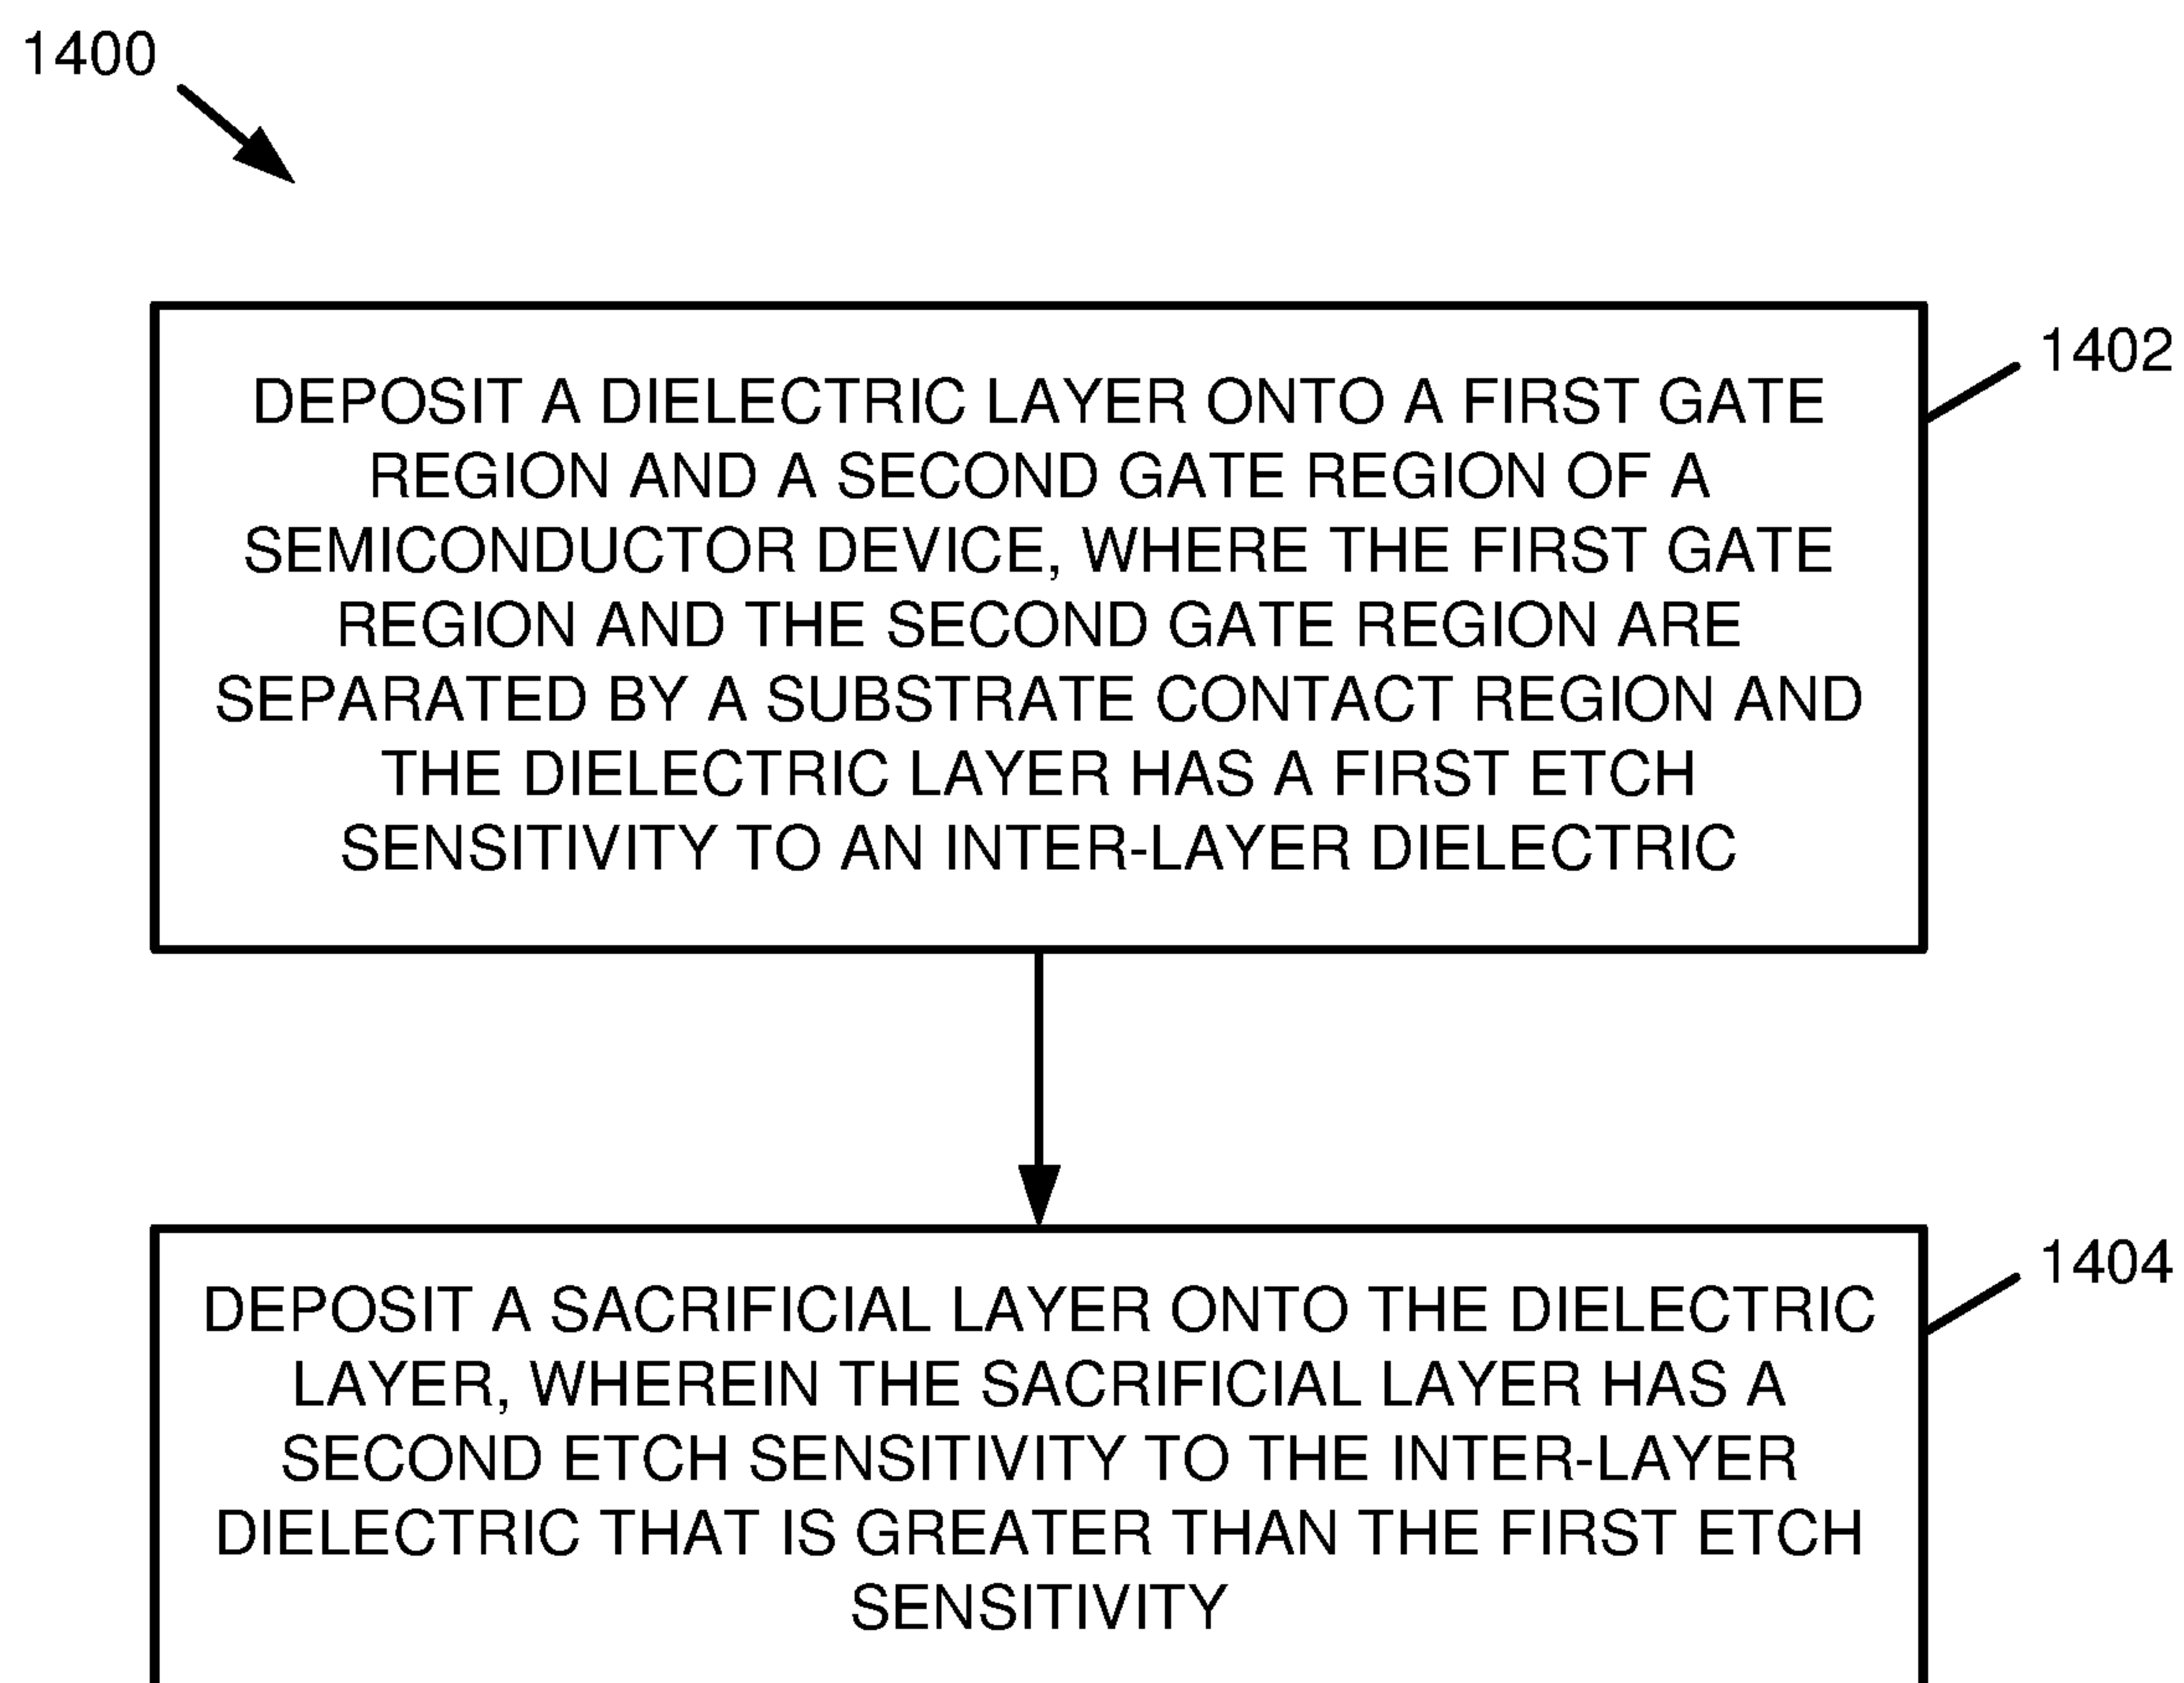 1400
1402
DEPOSIT A DIELECTRIC LAYER ONTO A FIRST GATE
REGION AND A SECOND GATE REGION OF A
SEMICONDUCTOR DEVICE, WHERE THE FIRST GATE
REGION AND THE SECOND GATE REGION ARE
SEPARATED BY A SUBSTRATE CONTACT REGION AND
THE DIELECTRIC LAYER HAS A FIRST ETCH
SENSITIVITY TO AN INTER-LAYER DIELECTRIC
1404
DEPOSIT A SACRIFICIAL LAYER ONTO THE DIELECTRIC
LAYER, WHEREIN THE SACRIFICIAL LAYER HAS A
SECOND ETCH SENSITIVITY TO THE INTER-LAYER
DIELECTRIC THAT IS GREATER THAN THE FIRST ETCH
SENSITIVITY